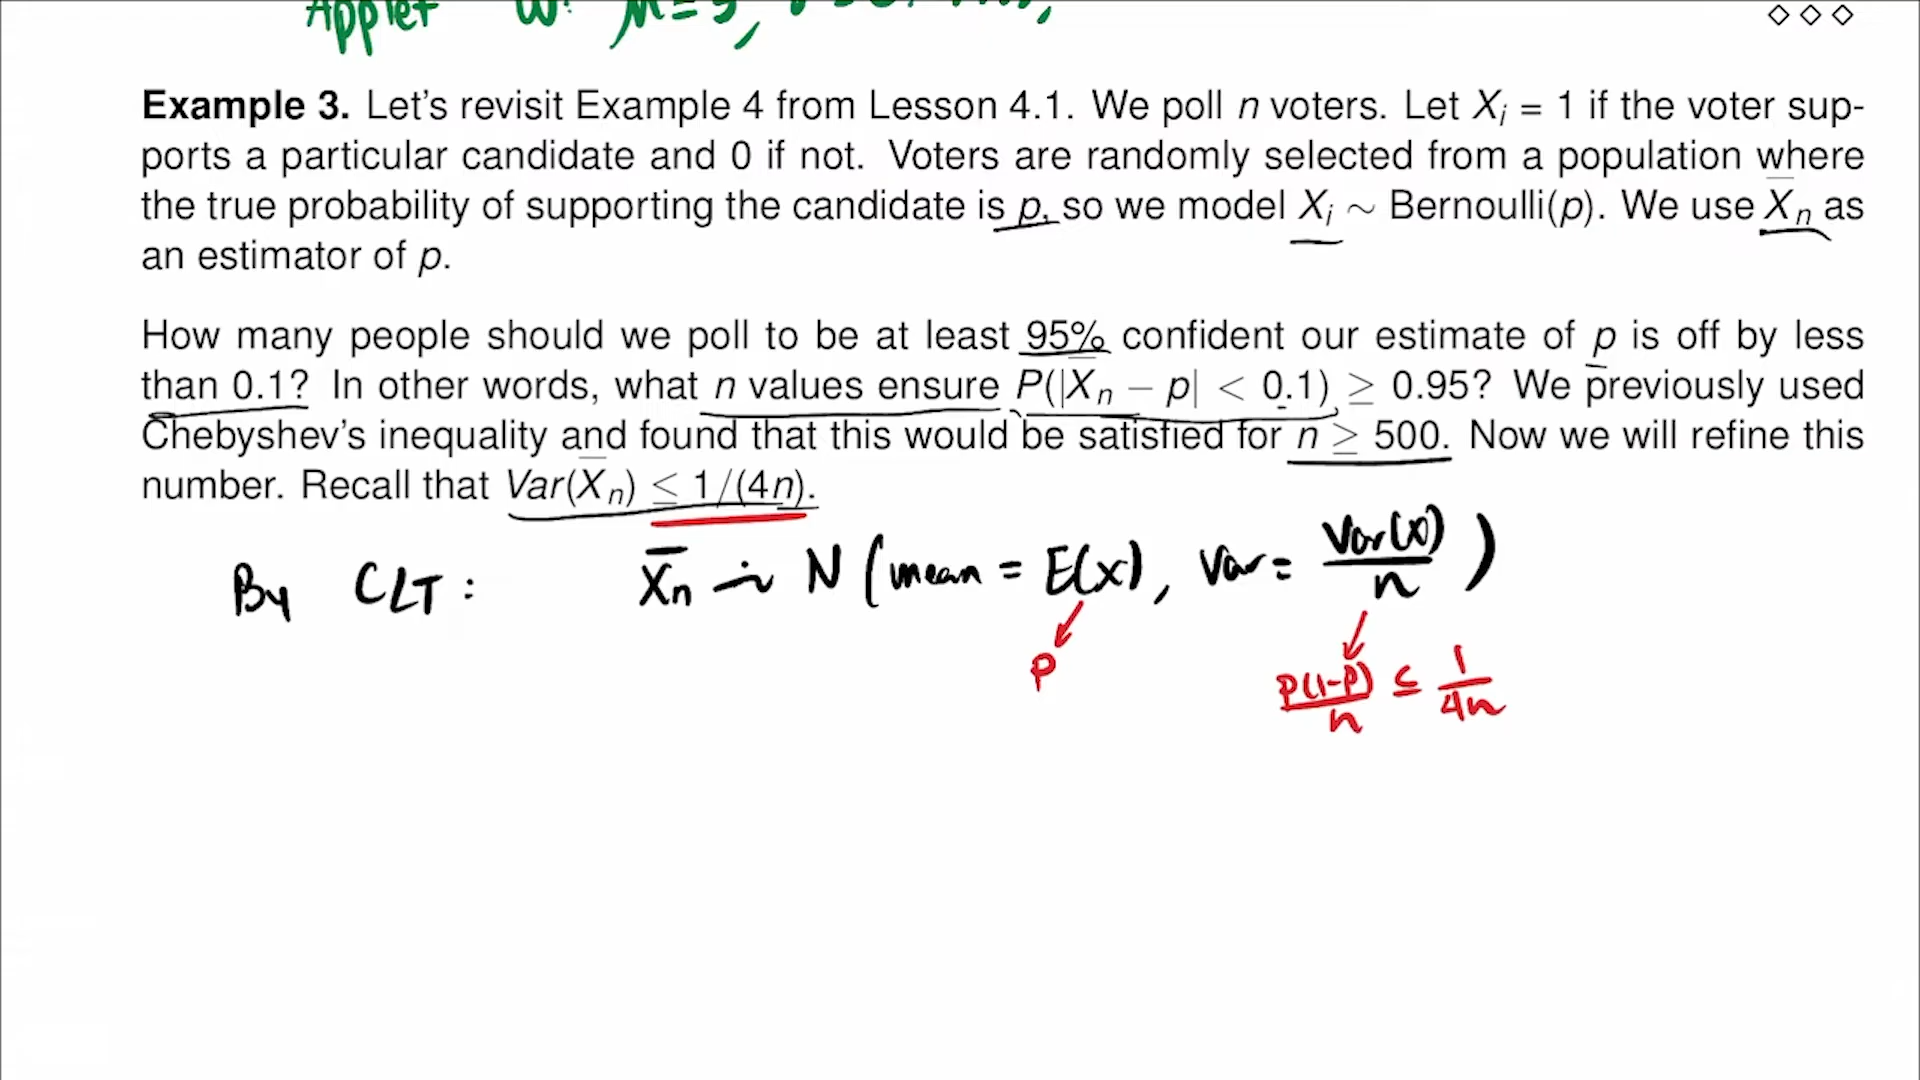 Applet w:
◇◇◇
Example 3. Let's revisit Example 4 from Lesson 4.1. We poll n voters. Let Xᵢ = 1 if the voter sup-
ports a particular candidate and 0 if not. Voters are randomly selected from a population where
the true probability of supporting the candidate is p, so we model Xᵢ ∼ Bernoulli(p). We use X̅ₙ as
an estimator of p.
How many people should we poll to be at least 95% confident our estimate of p is off by less
than 0.1? In other words, what n values ensure P(|X̅ₙ − p| < 0.1) ≥ 0.95? We previously used
Chebyshev's inequality and found that this would be satisfied for n ≥ 500. Now we will refine this
number. Recall that Var(X̅ₙ) ≤ 1/(4n).
By CLT: X̅ₙ ∼ N(mean = E(X), Var = Var(X)/n)
p p(1-p)/n ≤ 1/4n